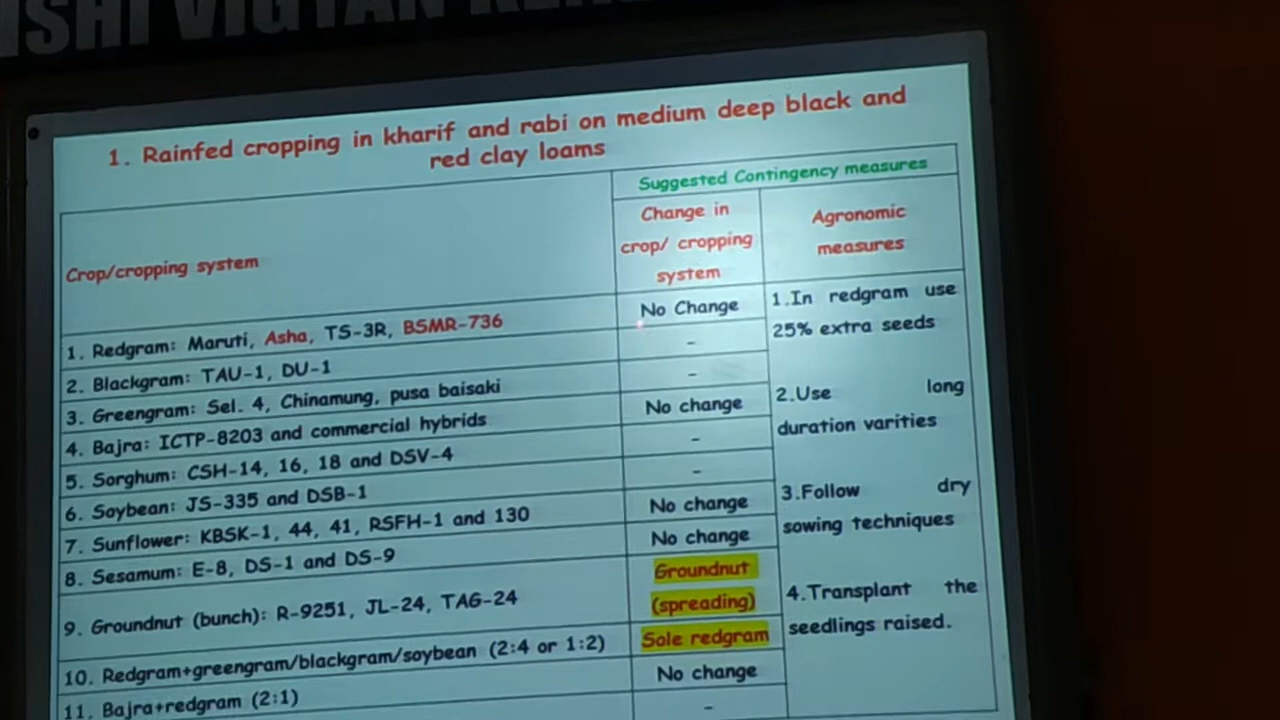 ISHI VIGYAN
1. Rainfed cropping in kharif and rabi on medium deep black and
red clay loams
Suggested Contingency measures
Crop/cropping system
Change in
crop/ cropping
system
Agronomic
measures
1. Redgram: Maruti, Asha, TS-3R, BSMR-736
No Change
2. Blackgram: TAU-1, DU-1
-
3. Greengram: Sel. 4, Chinamung, pusa baisaki
-
4. Bajra: ICTP-8203 and commercial hybrids
No change
5. Sorghum: CSH-14, 16, 18 and DSV-4
-
6. Soybean: JS-335 and DSB-1
-
7. Sunflower: KBSK-1, 44, 41, RSFH-1 and 130
No change
8. Sesamum: E-8, DS-1 and DS-9
No change
9. Groundnut (bunch): R-9251, JL-24, TAG-24
Groundnut
(spreading)
10. Redgram+greengram/blackgram/soybean (2:4 or 1:2)
Sole redgram
11. Bajra+redgram (2:1)
No change
-
1.In redgram use
25% extra seeds
2.Use long
duration varities
3.Follow dry
sowing techniques
4.Transplant the
seedlings raised.